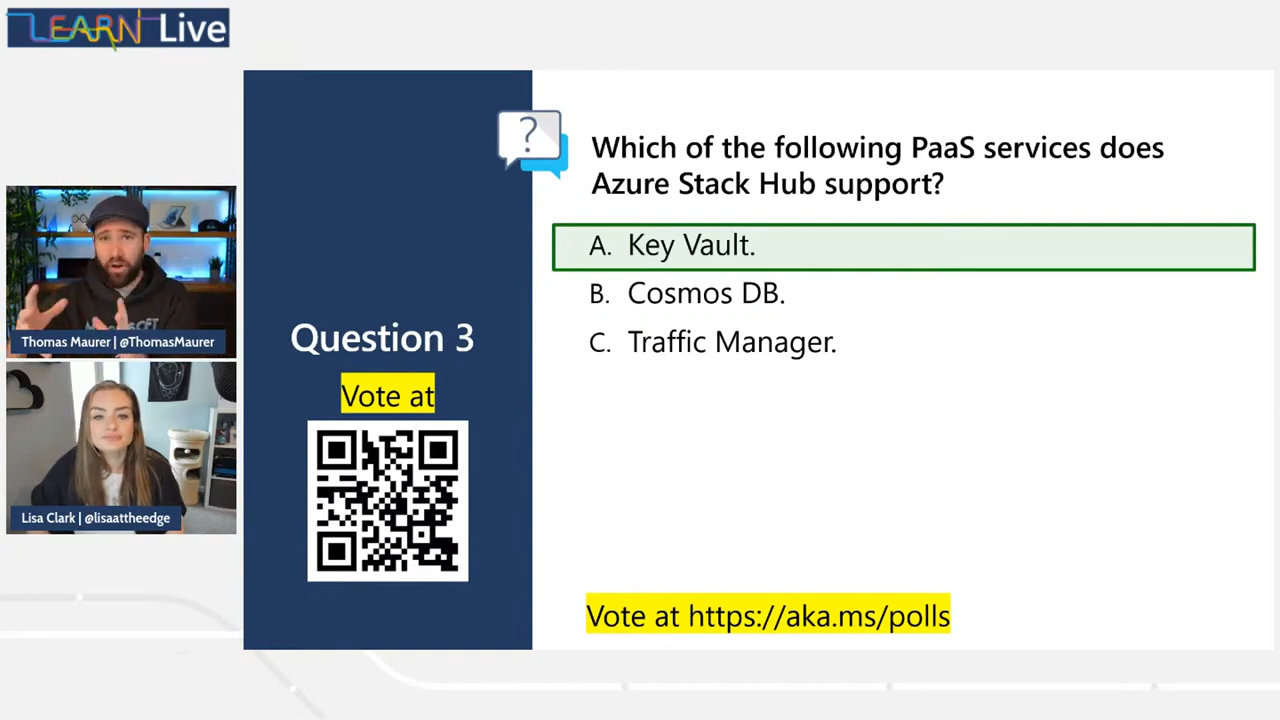 LEARN Live
Which of the following PaaS services does
Azure Stack Hub support?
A. Key Vault.
B. Cosmos DB.
C. Traffic Manager.
Question 3
Vote at
Vote at https://aka.ms/polls
Thomas Maurer | @ThomasMaurer
Lisa Clark | @lisaattheedge